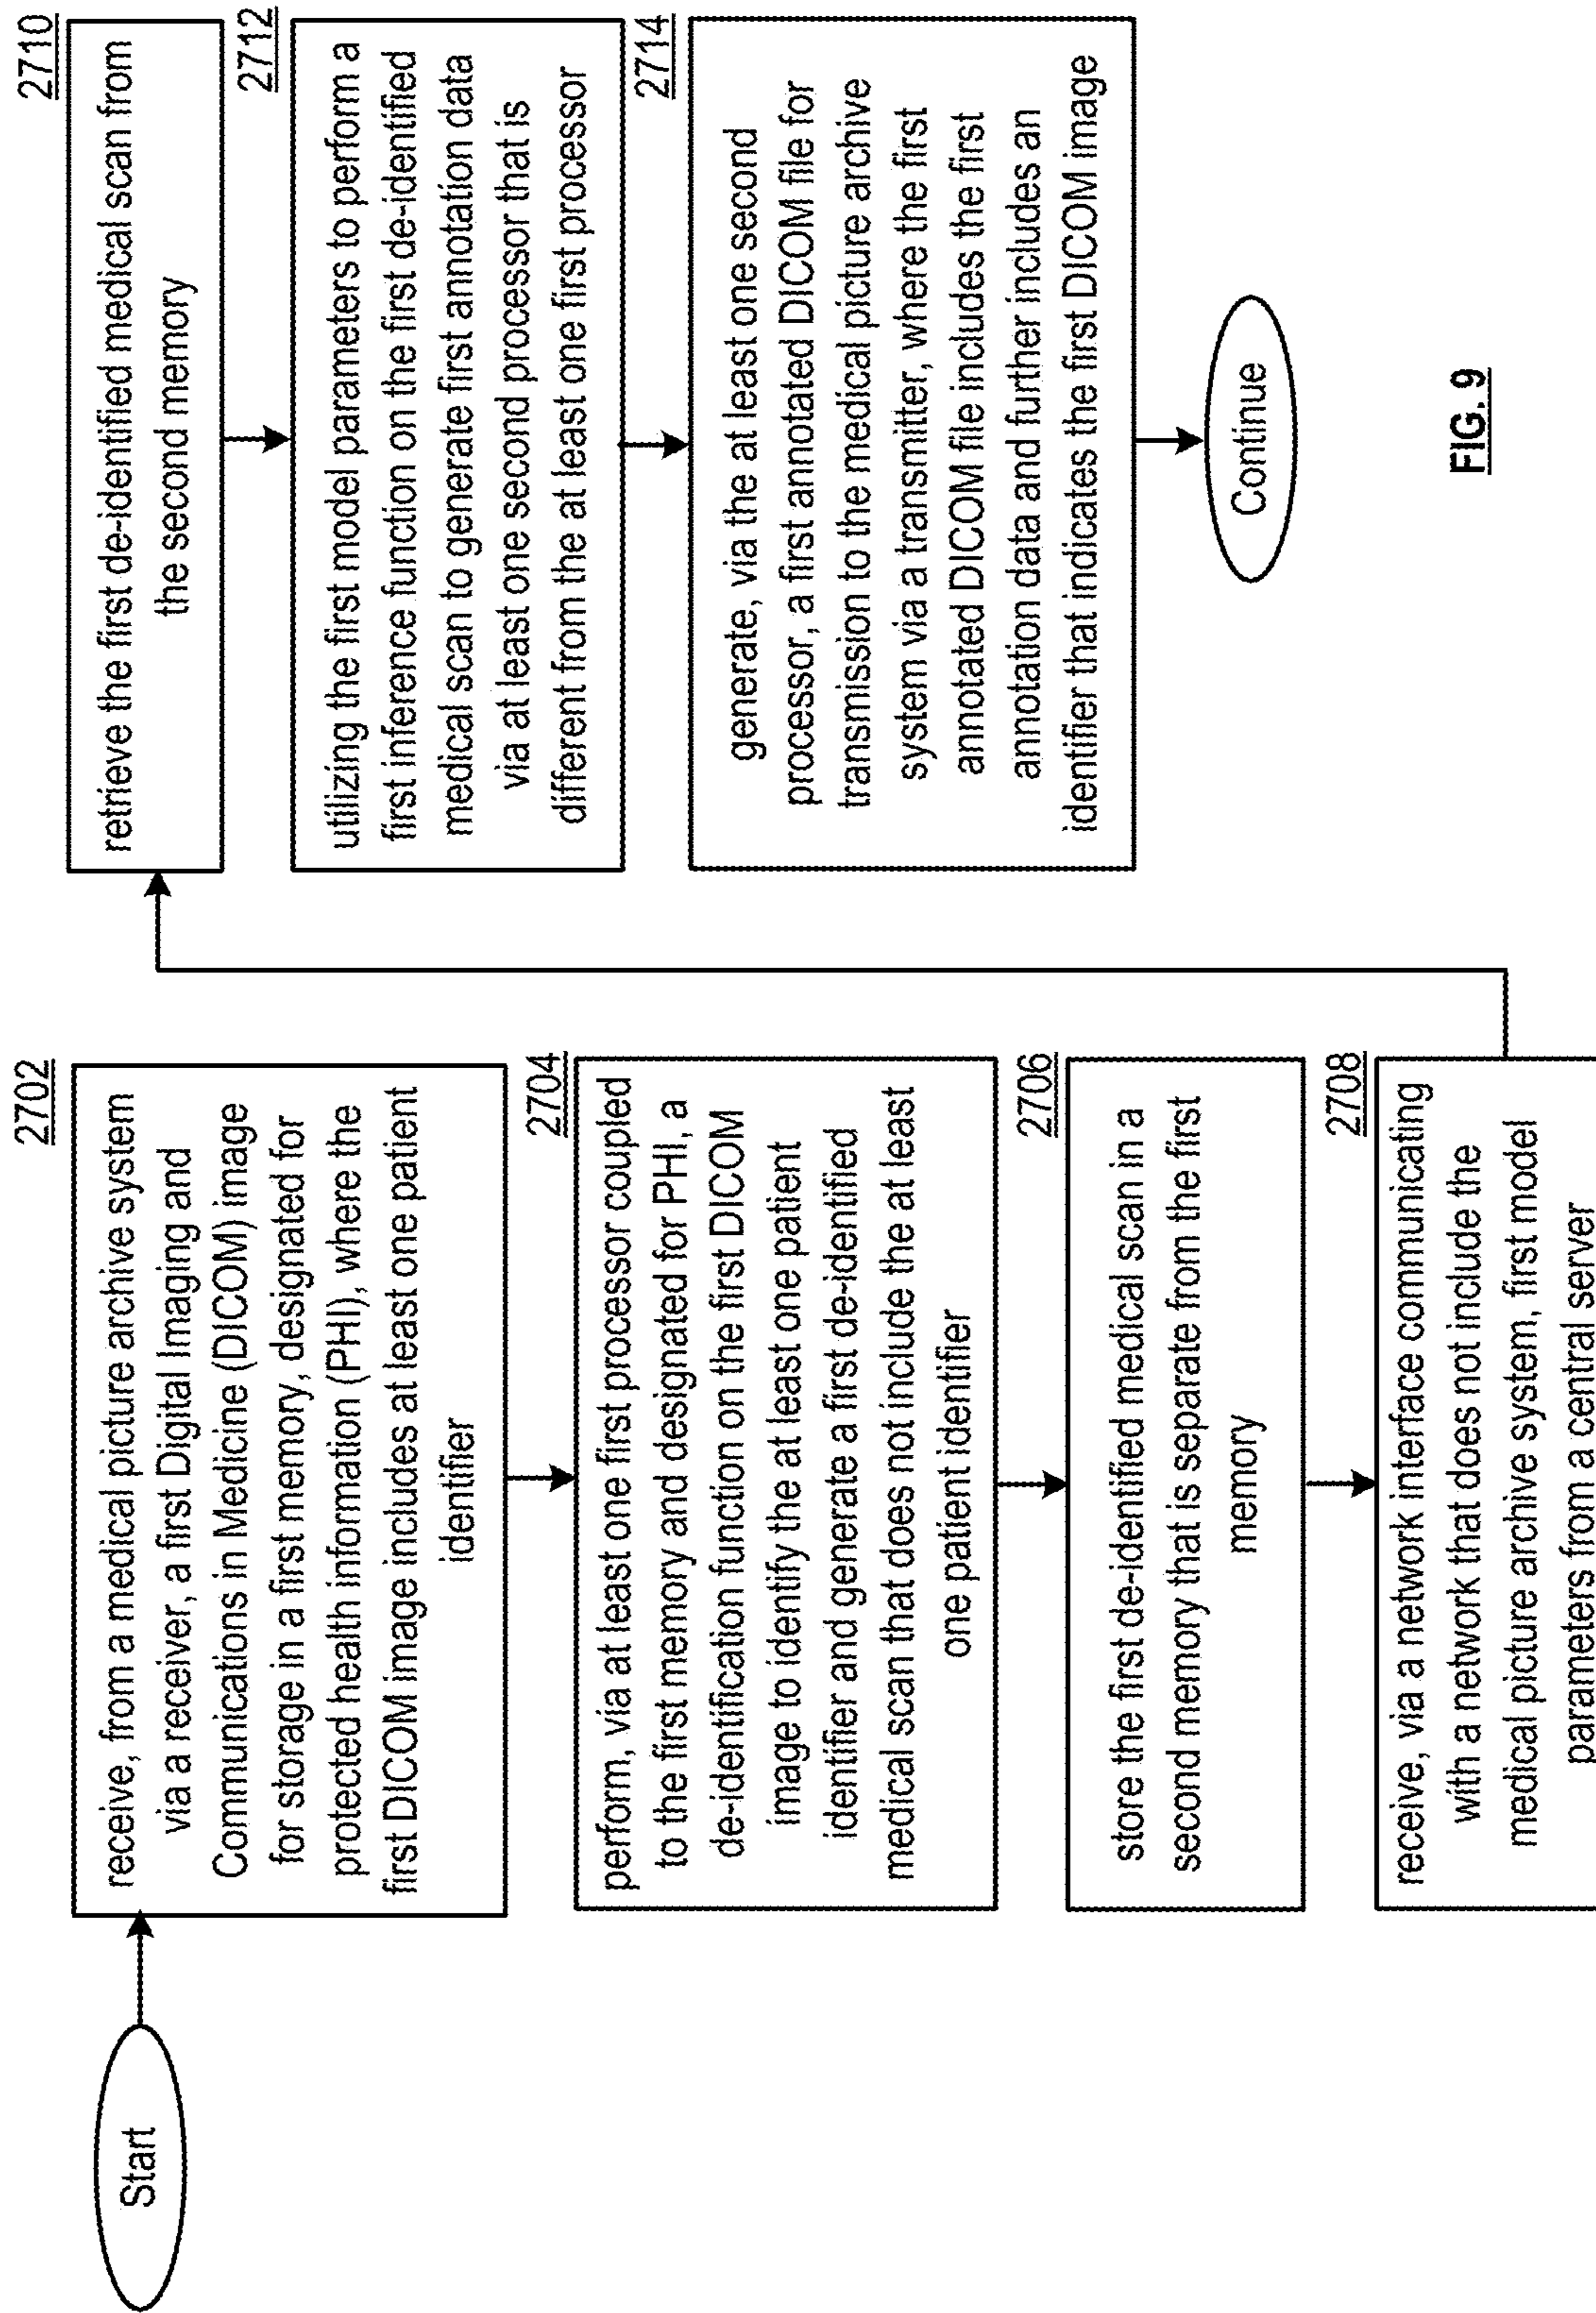 Start
2702
receive, from a medical picture archive system
via a receiver, a first Digital Imaging and
Communications in Medicine (DICOM) image
for storage in a first memory, designated for
protected health information (PHI), where the
first DICOM image includes at least one patient
identifier
2704
perform, via at least one first processor coupled
to the first memory and designated for PHI, a
de-identification function on the first DICOM
image to identify the at least one patient
identifier and generate a first de-identified
medical scan that does not include the at least
one patient identifier
2706
store the first de-identified medical scan in a
second memory that is separate from the first
memory
2708
receive, via a network interface communicating
with a network that does not include the
medical picture archive system, first model
parameters from a central server
2710
retrieve the first de-identified medical scan from
the second memory
2712
utilizing the first model parameters to perform a
first inference function on the first de-identified
medical scan to generate first annotation data
via at least one second processor that is
different from the at least one first processor
2714
generate, via the at least one second
processor, a first annotated DICOM file for
transmission to the medical picture archive
system via a transmitter, where the first
annotated DICOM file includes the first
annotation data and further includes an
identifier that indicates the first DICOM image
Continue
FIG. 9